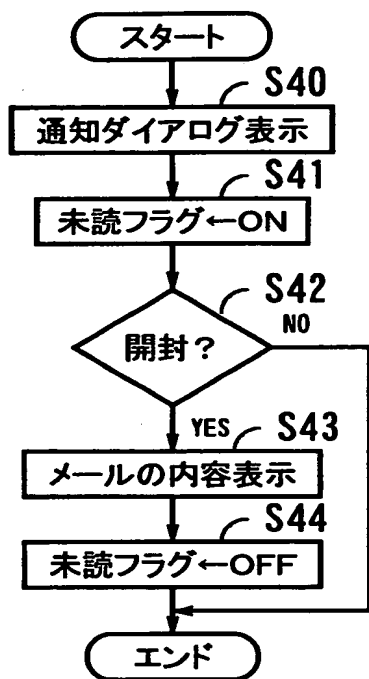 スタート
S40
通知ダイアログ表示
S41
未読フラグ←ON
S42
開封？
NO
YES
S43
メールの内容表示
S44
未読フラグ←OFF
エンド